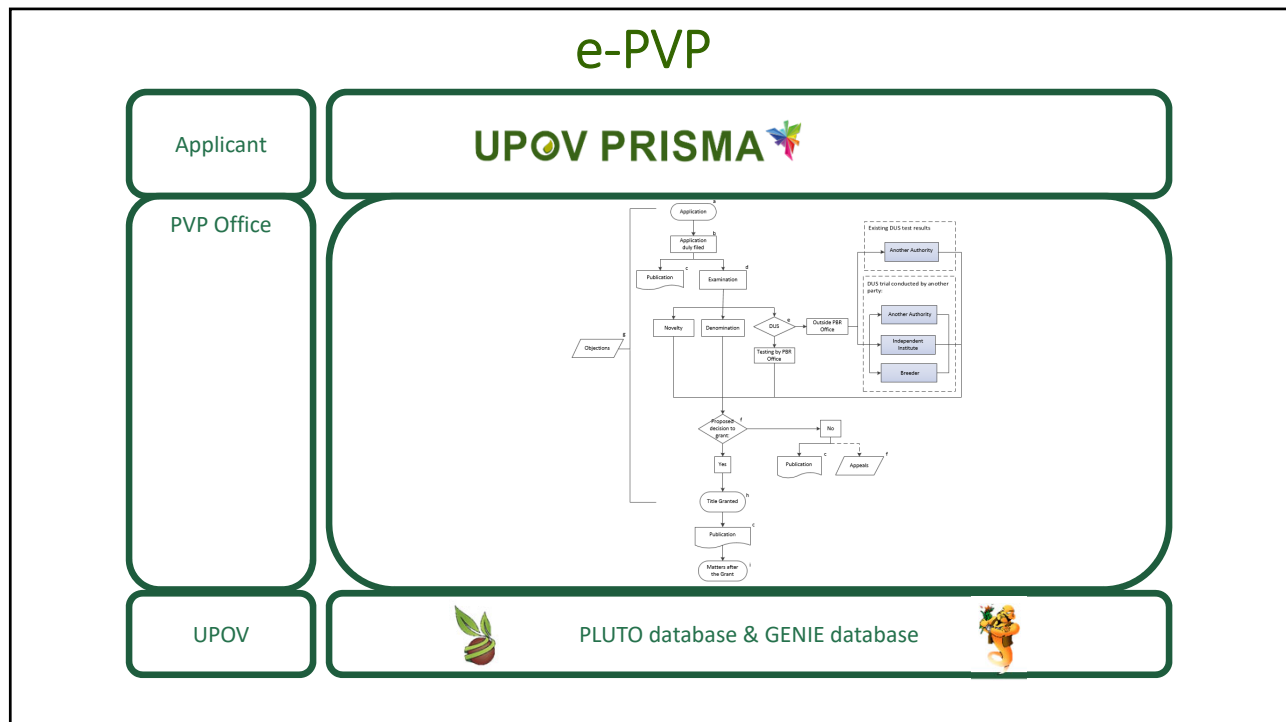 e-PVP
Applicant
UPOV PRISMA
PVP Office
a
Application
b
Application
duly filed
c
Publication
d
Examination
Existing DUS test results
Another Authority
DUS trial conducted by another
party:
Another Authority
Independent
Institute
Breeder
Novelty
Denomination
e
DUS
Outside PBR
Office
Testing by PBR
Office
g
Objections
f
Proposed
decision to
grant:
No
Yes
c
Publication
f
Appeals
h
Title Granted
c
Publication
i
Matters after
the Grant
UPOV
PLUTO database & GENIE database